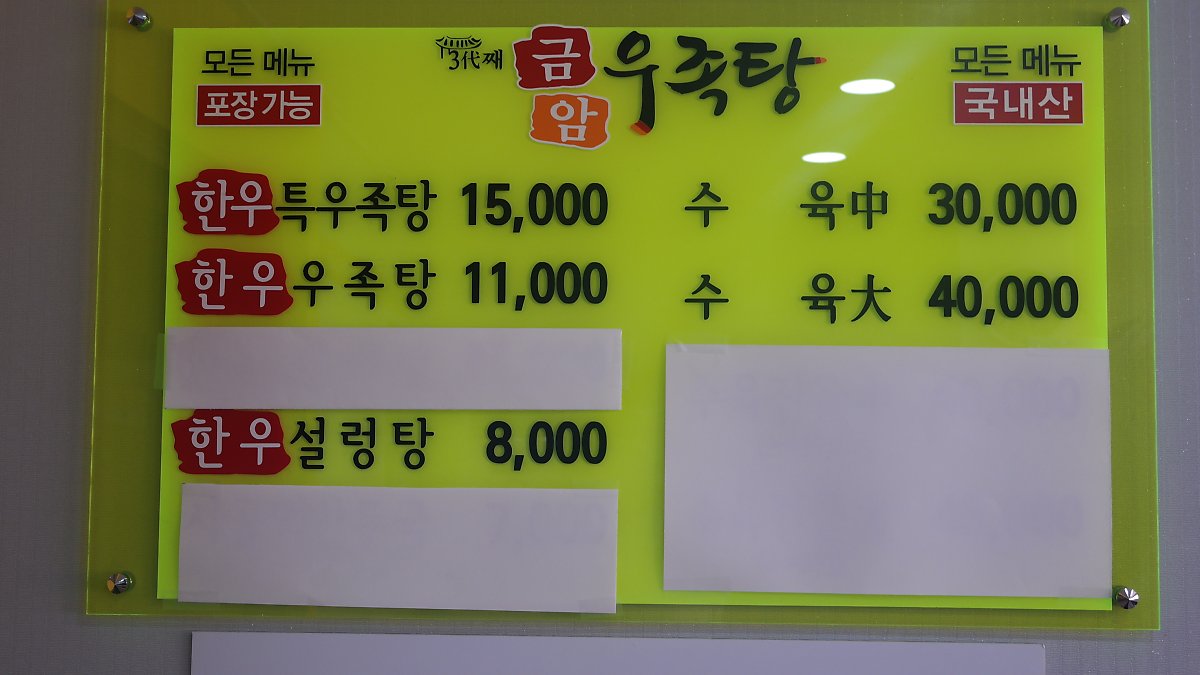 모든 메뉴
포장가능
3代째 금암 우족탕
모든 메뉴
국내산
한우특우족탕 15,000
한우우족탕 11,000
한우설렁탕 8,000
수육中 30,000
수육大 40,000